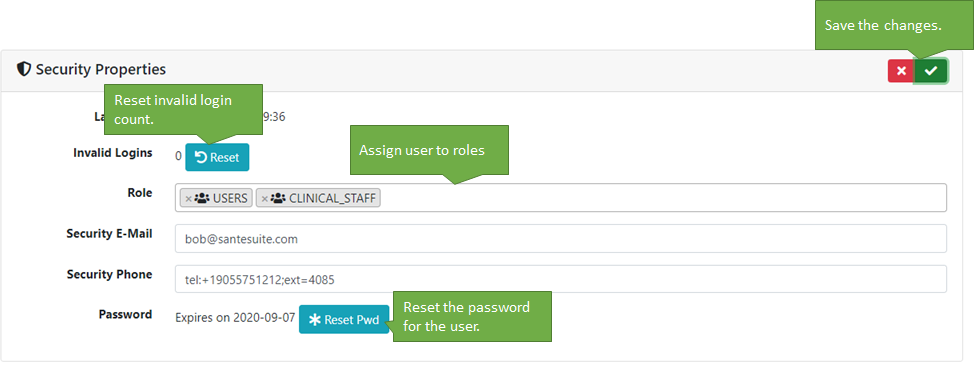 Save the changes.
Security Properties
Reset invalid login
count.
9:36
Invalid Logins
0 Reset
Assign user to roles
Role
× USERS × CLINICAL_STAFF
Security E-Mail
bob@santesuite.com
Security Phone
tel:+19055751212;ext=4085
Password
Expires on 2020-09-07 Reset Pwd
Reset the password
for the user.